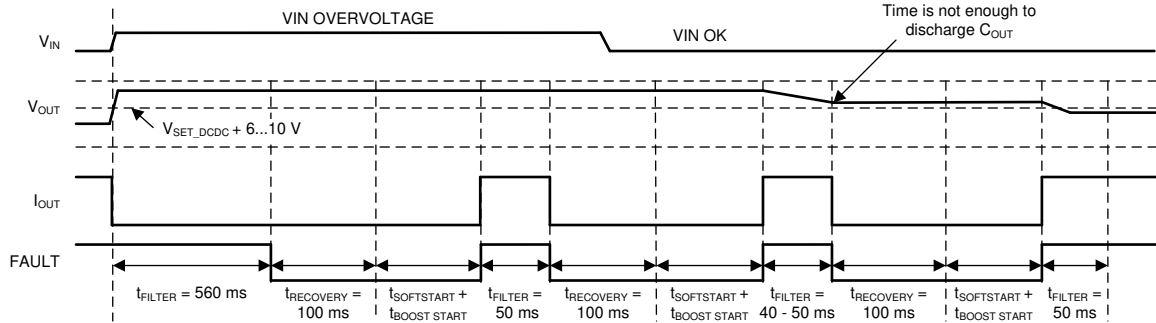 VIN OVERVOLTAGE
VIN OK
Time is not enough to
discharge COUT
VIN
VOUT
VSET_DCDC + 6...10 V
IOUT
FAULT
tFILTER = 560 ms
tRECOVERY =
100 ms
tSOFTSTART +
tBOOST START
tFILTER =
50 ms
tRECOVERY =
100 ms
tSOFTSTART +
tBOOST START
tFILTER =
40 - 50 ms
tRECOVERY =
100 ms
tSOFTSTART +
tBOOST START
tFILTER =
50 ms